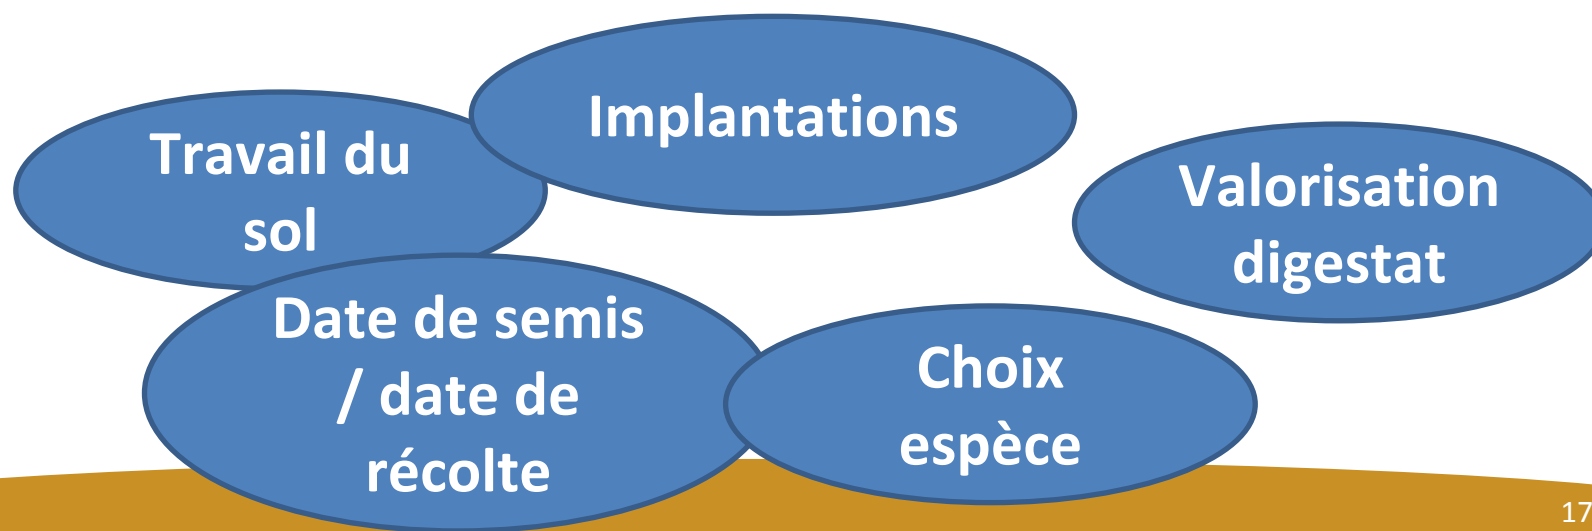 Implantations
Travail du
sol
Valorisation
digestat
Date de semis
/ date de
récolte
Choix
espèce
17